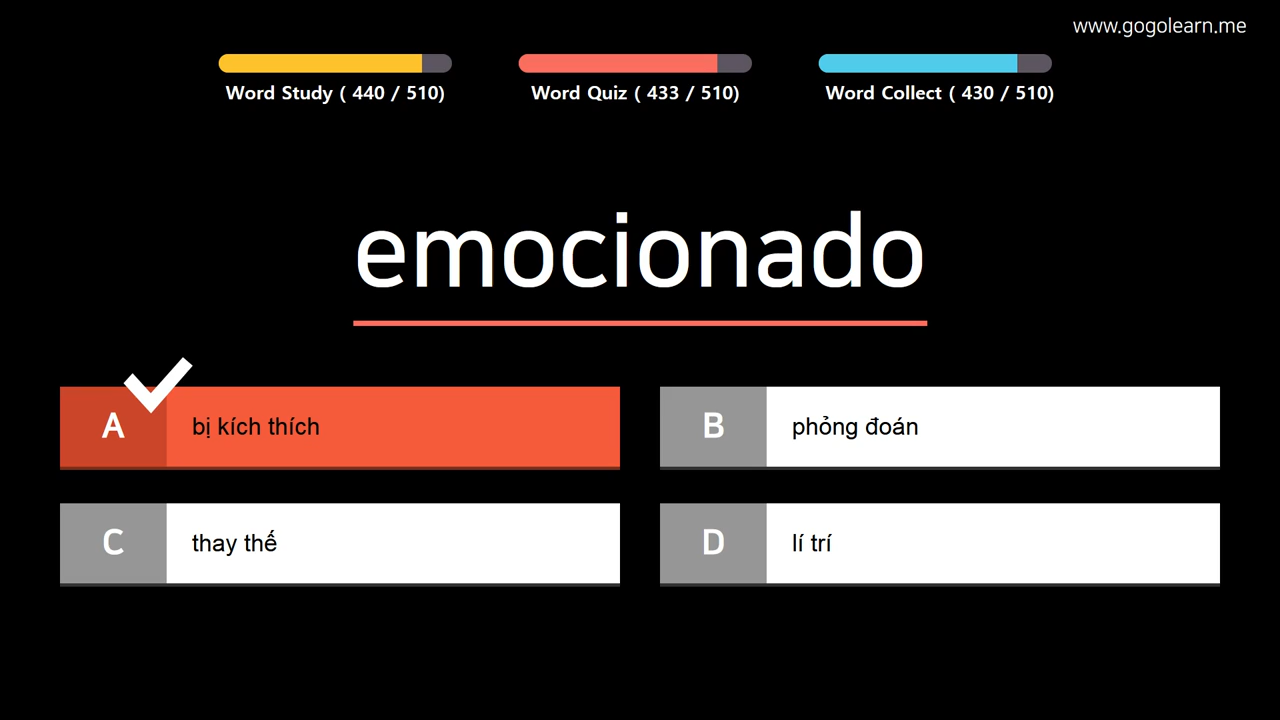 www.gogolearn.me
Word Study ( 440 / 510)
Word Quiz ( 433 / 510)
Word Collect ( 430 / 510)
emocionado
A
bị kích thích
B
phỏng đoán
C
thay thế
D
lí trí